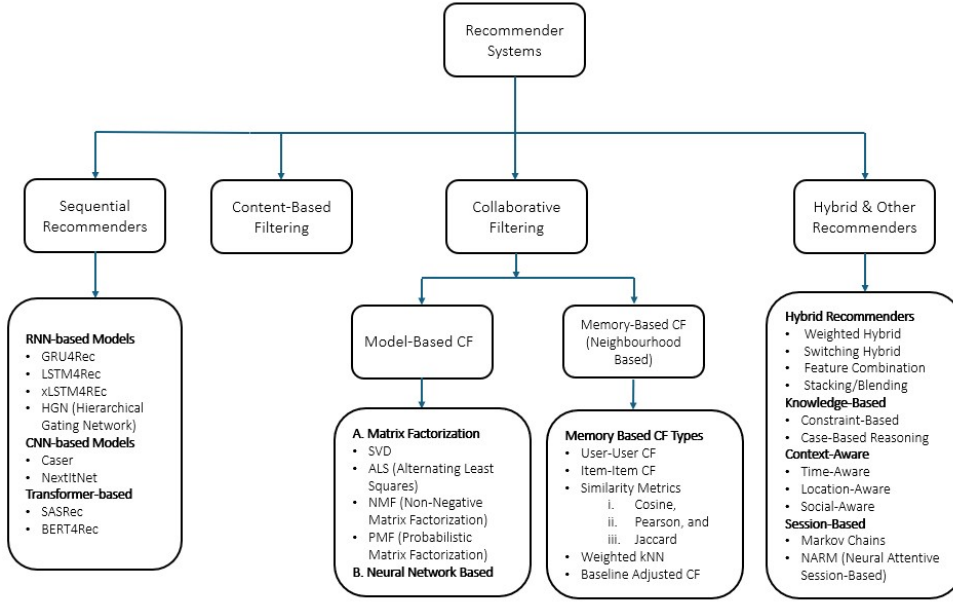 Recommender
Systems
Sequential
Recommenders
Content-Based
Filtering
Collaborative
Filtering
Hybrid & Other
Recommenders
RNN-based Models
• GRU4Rec
• LSTM4Rec
• xLSTM4REc
• HGN (Hierarchical
Gating Network)
CNN-based Models
• Caser
• NextItNet
Transformer-based
• SASRec
• BERT4Rec
Model-Based CF
Memory-Based CF
(Neighbourhood
Based)
A. Matrix Factorization
• SVD
• ALS (Alternating Least
Squares)
• NMF (Non-Negative
Matrix Factorization)
• PMF (Probabilistic
Matrix Factorization)
B. Neural Network Based
Memory Based CF Types
• User-User CF
• Item-Item CF
• Similarity Metrics
i. Cosine,
ii. Pearson, and
iii. Jaccard
• Weighted kNN
• Baseline Adjusted CF
Hybrid Recommenders
• Weighted Hybrid
• Switching Hybrid
• Feature Combination
• Stacking/Blending
Knowledge-Based
• Constraint-Based
• Case-Based Reasoning
Context-Aware
• Time-Aware
• Location-Aware
• Social-Aware
Session-Based
• Markov Chains
• NARM (Neural Attentive
Session-Based)